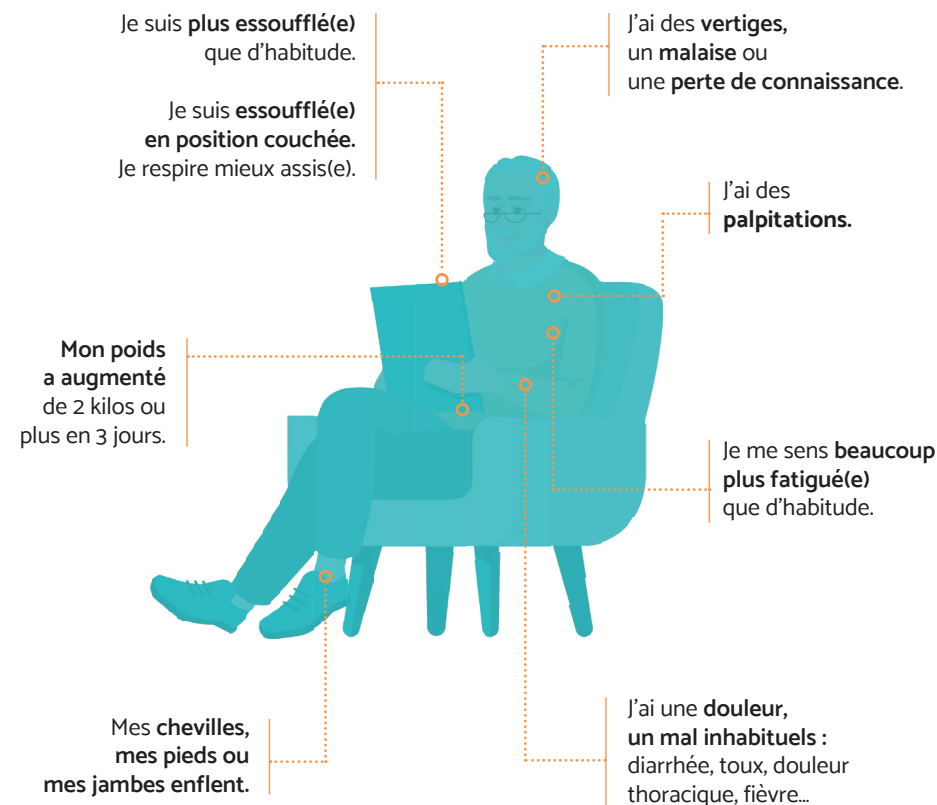 Je suis plus essoufflé(e)
que d'habitude.
Je suis essoufflé(e)
en position couchée.
Je respire mieux assis(e).
J'ai des vertiges,
un malaise ou
une perte de connaissance.
J'ai des
palpitations.
Mon poids
a augmenté
de 2 kilos ou
plus en 3 jours.
Je me sens beaucoup
plus fatigué(e)
que d'habitude.
Mes chevilles,
mes pieds ou
mes jambes enflent.
J'ai une douleur,
un mal inhabituels :
diarrhée, toux, douleur
thoracique, fièvre...